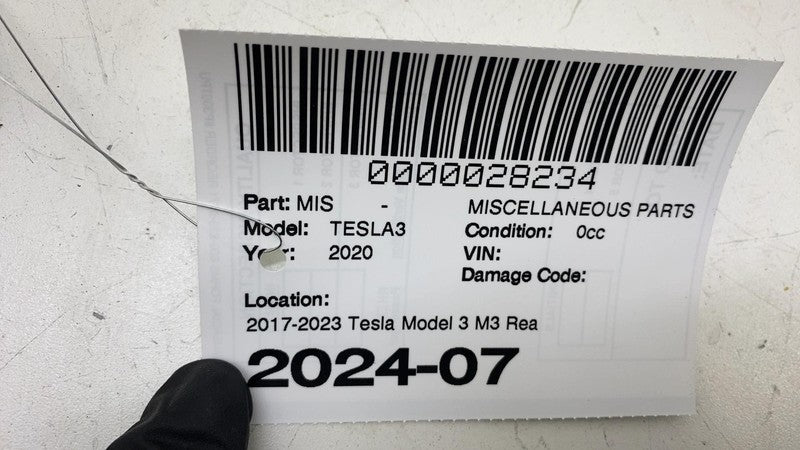 0000028234
Part: MIS - MISCELLANEOUS PARTS
Model: TESLA3 Condition: 0cc
Year: 2020 VIN:
Damage Code:
Location:
2017-2023 Tesla Model 3 M3 Rea
2024-07